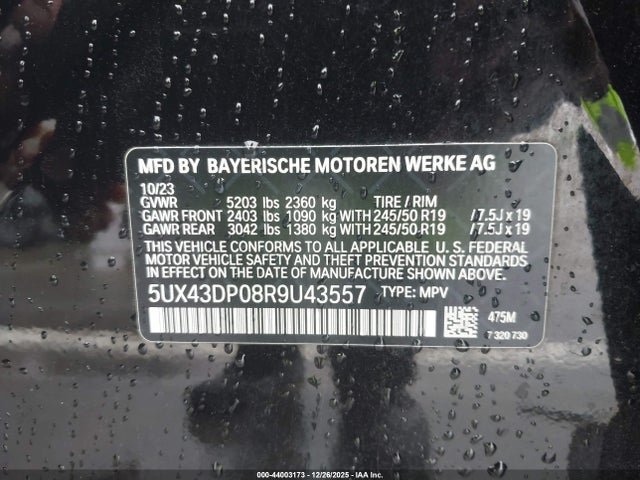 MFD BY BAYERISCHE MOTOREN WERKE AG
10/23
GVWR 5203 lbs 2360 kg TIRE / RIM
GAWR FRONT 2403 lbs 1090 kg WITH 245/50 R19 / 7.5J x 19
GAWR REAR 3042 lbs 1380 kg WITH 245/50 R19 / 7.5J x 19
THIS VEHICLE CONFORMS TO ALL APPLICABLE U. S. FEDERAL
MOTOR VEHICLE SAFETY AND THEFT PREVENTION STANDARDS
IN EFFECT ON THE DATE OF MANUFACTURE SHOWN ABOVE.
5UX43DP08R9U43557 TYPE: MPV
475M
7 320 730
000-44003173 - 12/26/2025 - IAA Inc.